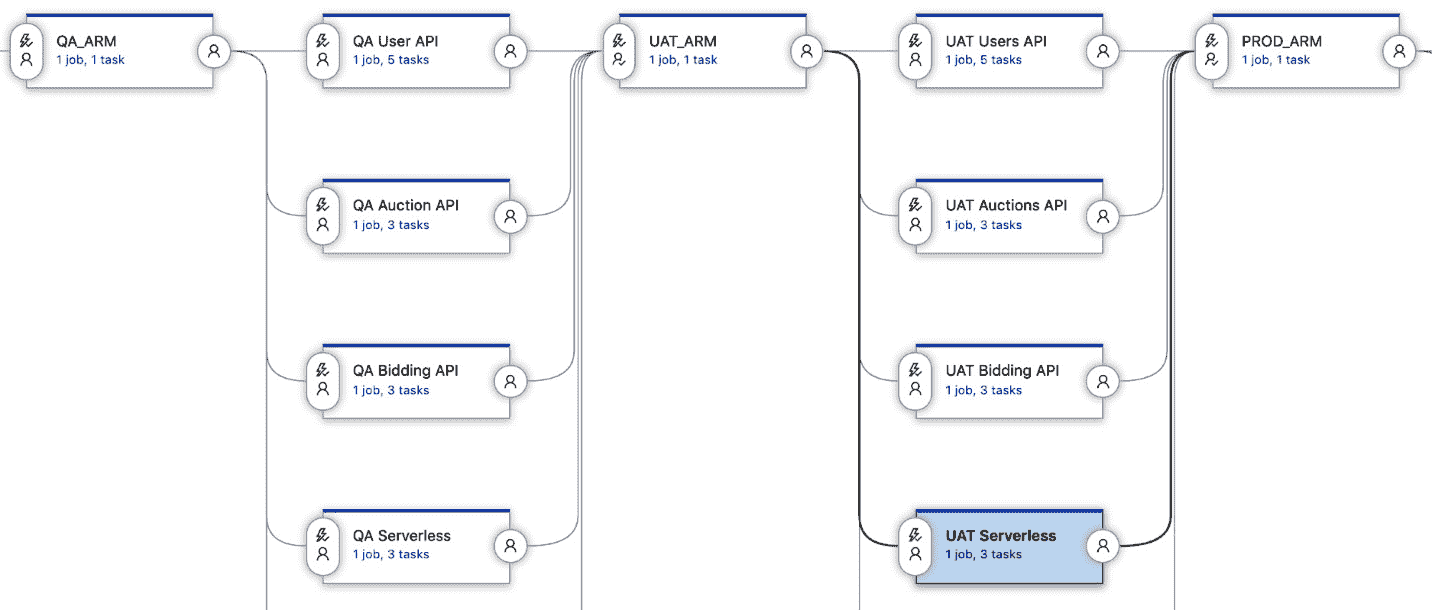 QA_ARM
1 job, 1 task
QA User API
1 job, 5 tasks
UAT_ARM
1 job, 1 task
UAT Users API
1 job, 5 tasks
PROD_ARM
1 job, 1 task
QA Auction API
1 job, 3 tasks
UAT Auctions API
1 job, 3 tasks
QA Bidding API
1 job, 3 tasks
UAT Bidding API
1 job, 3 tasks
QA Serverless
1 job, 3 tasks
UAT Serverless
1 job, 3 tasks